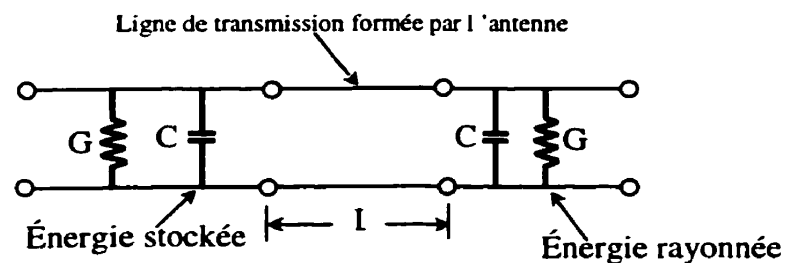 Ligne de transmission formée par l 'antenne
G
C
C
G
Énergie stockée
I
Énergie rayonnée